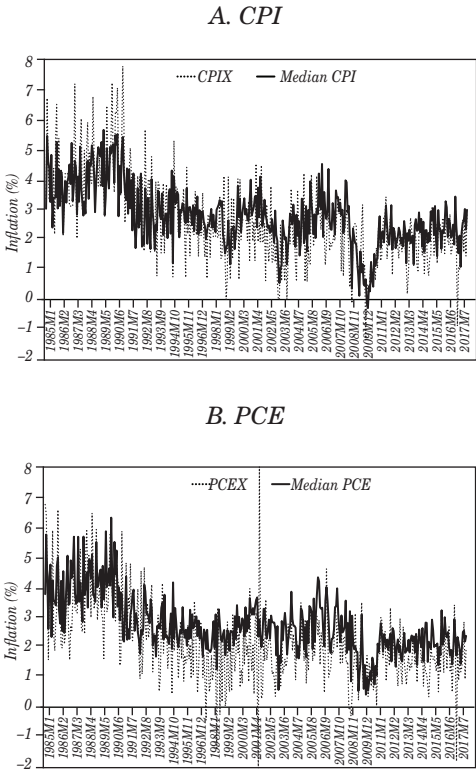 A. CPI
8
CPIX
Median CPI
7
6
5
4
3
2
1
0
−1
−2
Inflation (%)
1985M1
1986M2
1987M3
1988M4
1989M5
1990M6
1991M7
1992M8
1993M9
1994M10
1995M11
1996M12
1998M1
1999M2
2000M3
2001M4
2002M5
2003M6
2004M7
2005M8
2006M9
2007M10
2008M11
2009M12
2011M1
2012M2
2013M3
2014M4
2015M5
2016M6
2017M7
B. PCE
8
PCEX
Median PCE
7
6
5
4
3
2
1
0
−1
−2
Inflation (%)
1985M1
1986M2
1987M3
1988M4
1989M5
1990M6
1991M7
1992M8
1993M9
1994M10
1995M11
1996M12
1998M1
1999M2
2000M3
2001M4
2002M5
2003M6
2004M7
2005M8
2006M9
2007M10
2008M11
2009M12
2011M1
2012M2
2013M3
2014M4
2015M5
2016M6
2017M7